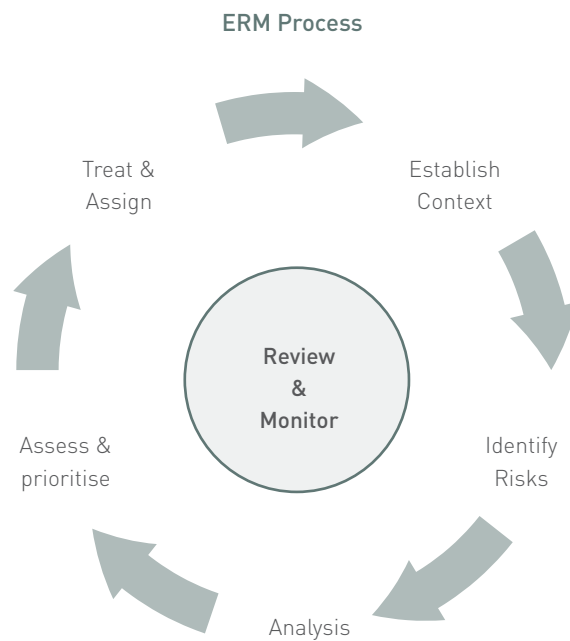 ERM Process
Treat &
Assign
Establish
Context
Review
&
Monitor
Assess &
prioritise
Identify
Risks
Analysis